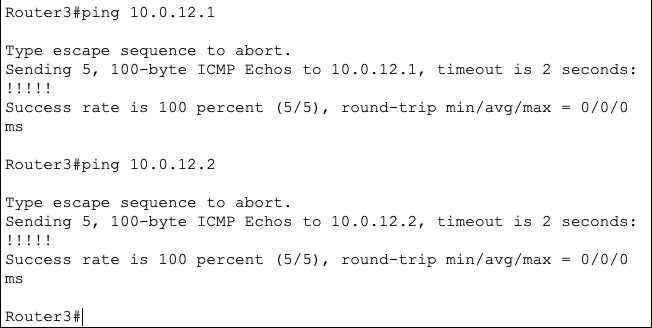 Router3#ping 10.0.12.1
Type escape sequence to abort.
Sending 5, 100-byte ICMP Echos to 10.0.12.1, timeout is 2 seconds:
!!!!!
Success rate is 100 percent (5/5), round-trip min/avg/max = 0/0/0
ms
Router3#ping 10.0.12.2
Type escape sequence to abort.
Sending 5, 100-byte ICMP Echos to 10.0.12.2, timeout is 2 seconds:
!!!!!
Success rate is 100 percent (5/5), round-trip min/avg/max = 0/0/0
ms
Router3#